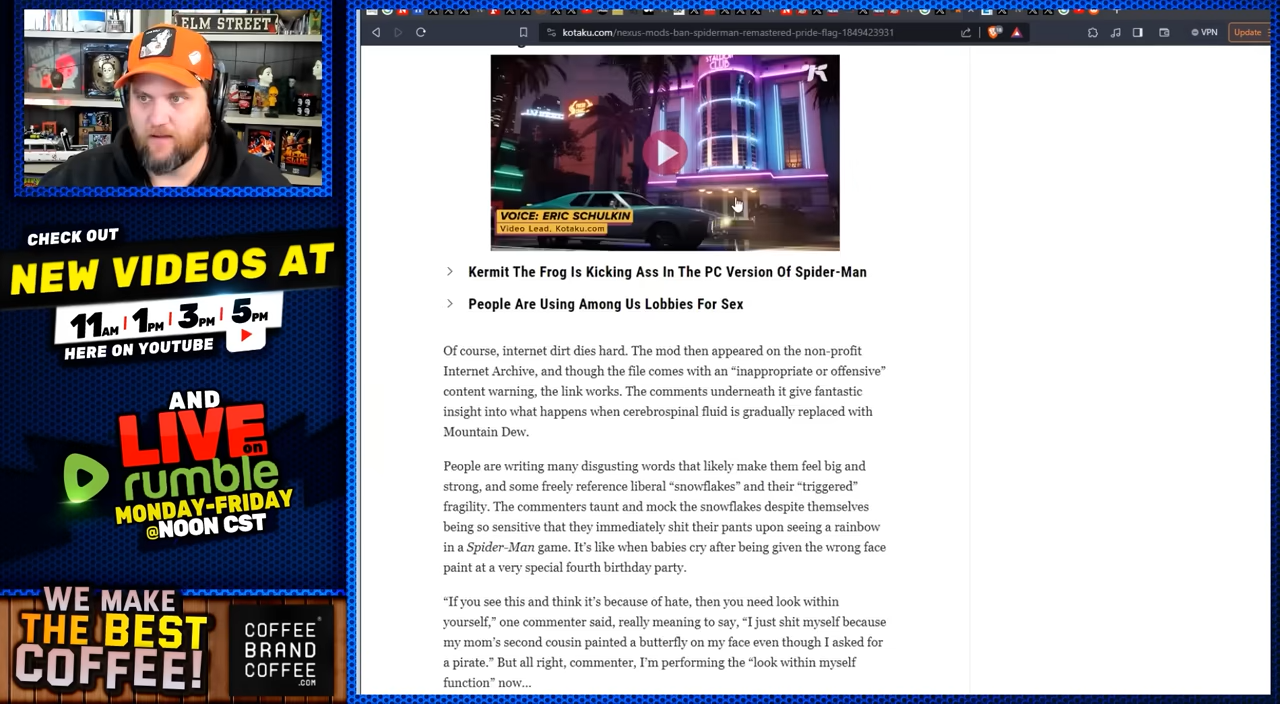 ELM STREET
CHECK OUT
NEW VIDEOS AT
11AM | 1PM | 3PM | 5PM
HERE ON YOUTUBE
AND
LIVE on
rumble
MONDAY-FRIDAY
@NOON CST
WE MAKE
THE BEST
COFFEE!
COFFEE
BRAND
COFFEE
.COM
kotaku.com/nexus-mods-ban-spiderman-remastered-pride-flag-1849423931
VPN
Update
CLUB
VOICE: ERIC SCHULKIN
Video Lead, Kotaku.com
Kermit The Frog Is Kicking Ass In The PC Version Of Spider-Man
People Are Using Among Us Lobbies For Sex
Of course, internet dirt dies hard. The mod then appeared on the non-profit
Internet Archive, and though the file comes with an “inappropriate or offensive”
content warning, the link works. The comments underneath it give fantastic
insight into what happens when cerebrospinal fluid is gradually replaced with
Mountain Dew.
People are writing many disgusting words that likely make them feel big and
strong, and some freely reference liberal “snowflakes” and their “triggered”
fragility. The commenters taunt and mock the snowflakes despite themselves
being so sensitive that they immediately shit their pants upon seeing a rainbow
in a Spider-Man game. It’s like when babies cry after being given the wrong face
paint at a very special fourth birthday party.
“If you see this and think it’s because of hate, then you need look within
yourself,” one commenter said, really meaning to say, “I just shit myself because
my mom’s second cousin painted a butterfly on my face even though I asked for
a pirate.” But all right, commenter, I’m performing the “look within myself
function” now...